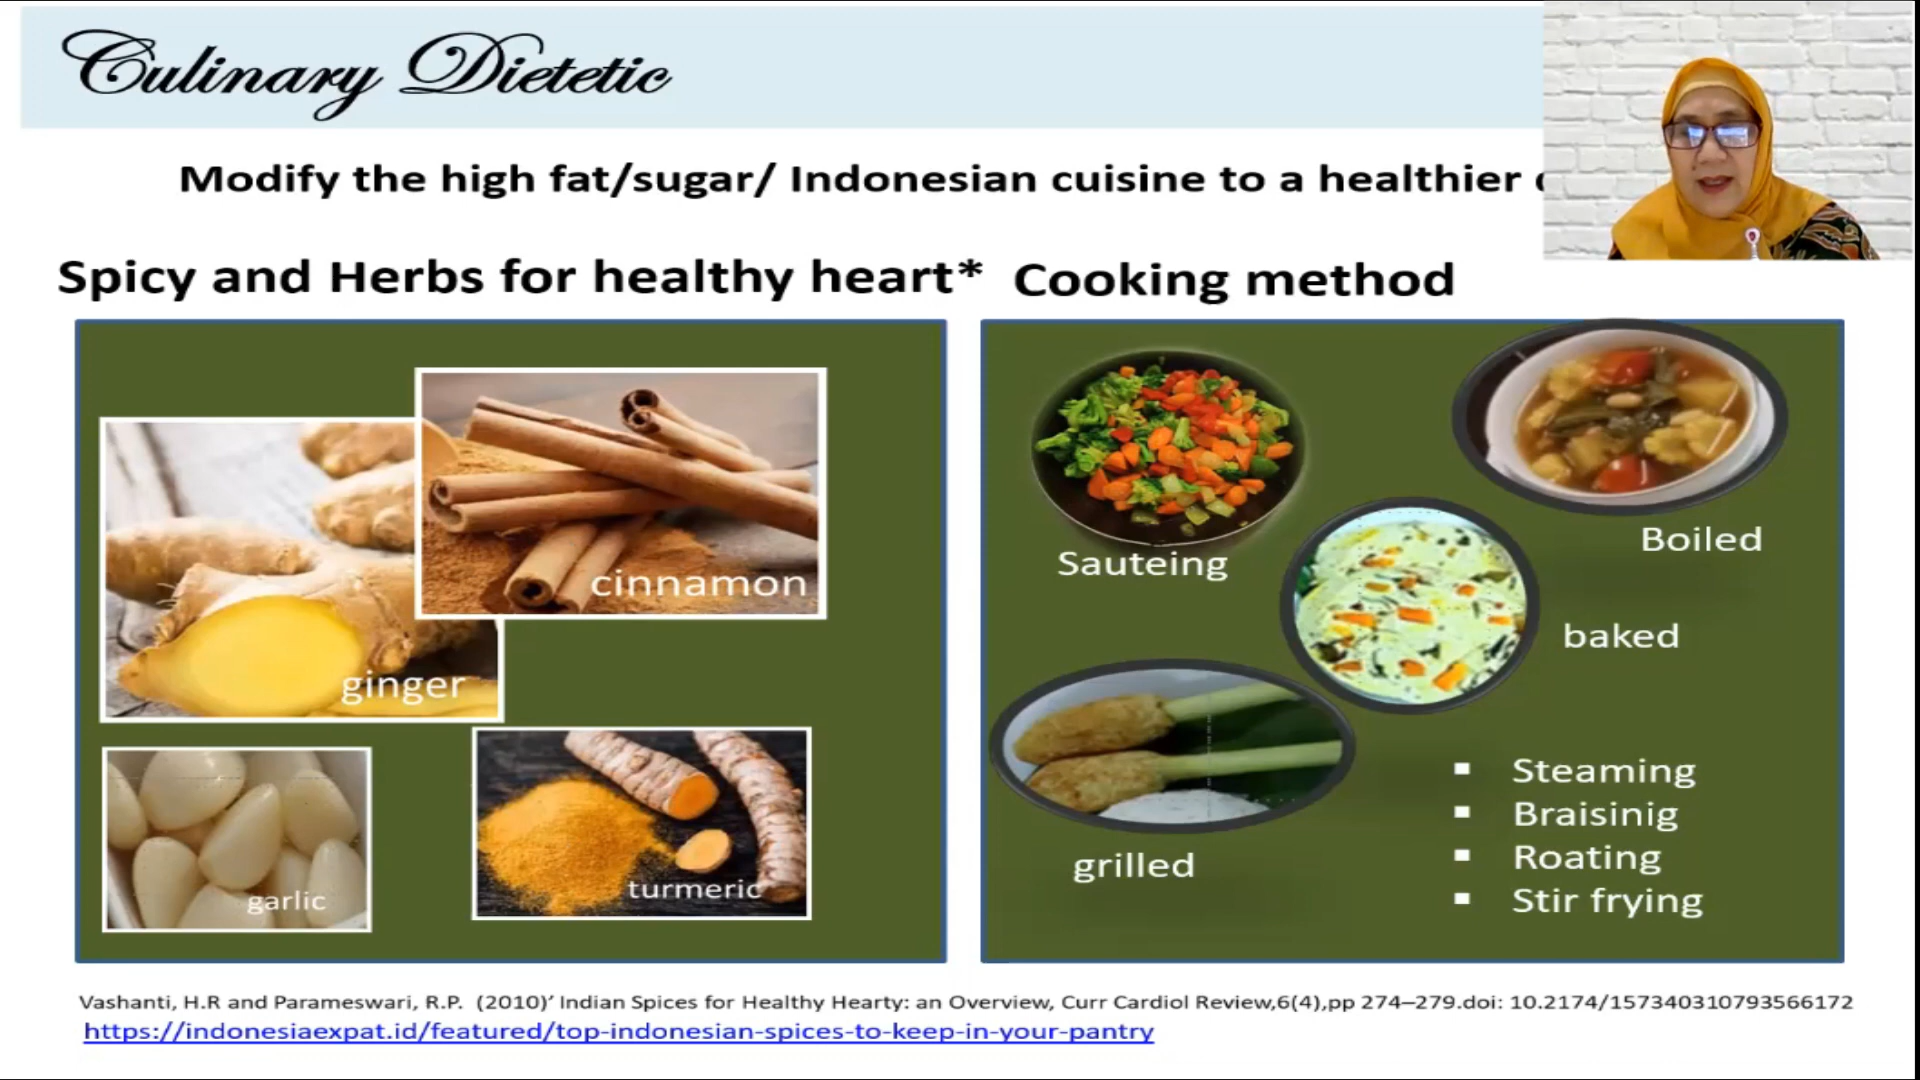 Culinary Dietetic
Modify the high fat/sugar/ Indonesian cuisine to a healthier
Spicy and Herbs for healthy heart*
Cooking method
cinnamon
ginger
garlic
turmeric
Sauteing
Boiled
baked
grilled
▪ Steaming
▪ Braisinig
▪ Roating
▪ Stir frying
Vashanti, H.R and Parameswari, R.P. (2010)’ Indian Spices for Healthy Hearty: an Overview, Curr Cardiol Review,6(4),pp 274–279.doi: 10.2174/157340310793566172
https://indonesiaexpat.id/featured/top-indonesian-spices-to-keep-in-your-pantry